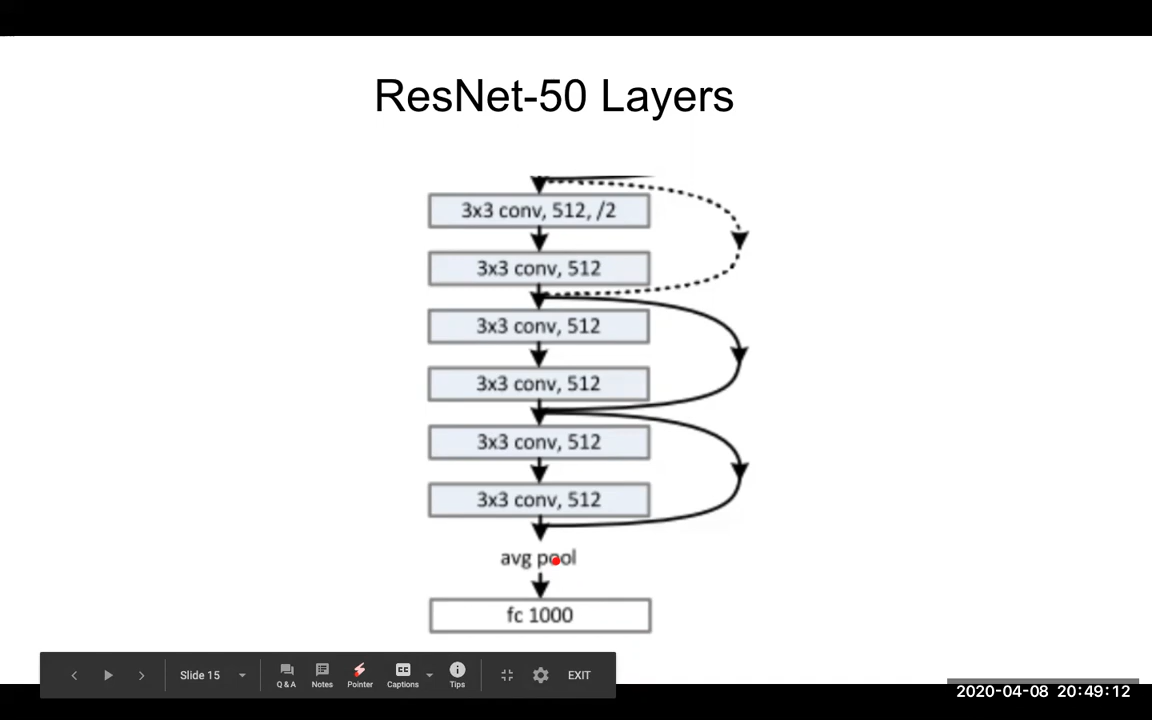 ResNet-50 Layers
3x3 conv, 512, /2
3x3 conv, 512
3x3 conv, 512
3x3 conv, 512
3x3 conv, 512
3x3 conv, 512
avg pool
fc 1000
Slide 15
Q & A
Notes
Pointer
CC
Captions
Tips
EXIT
2020-04-08 20:49:12